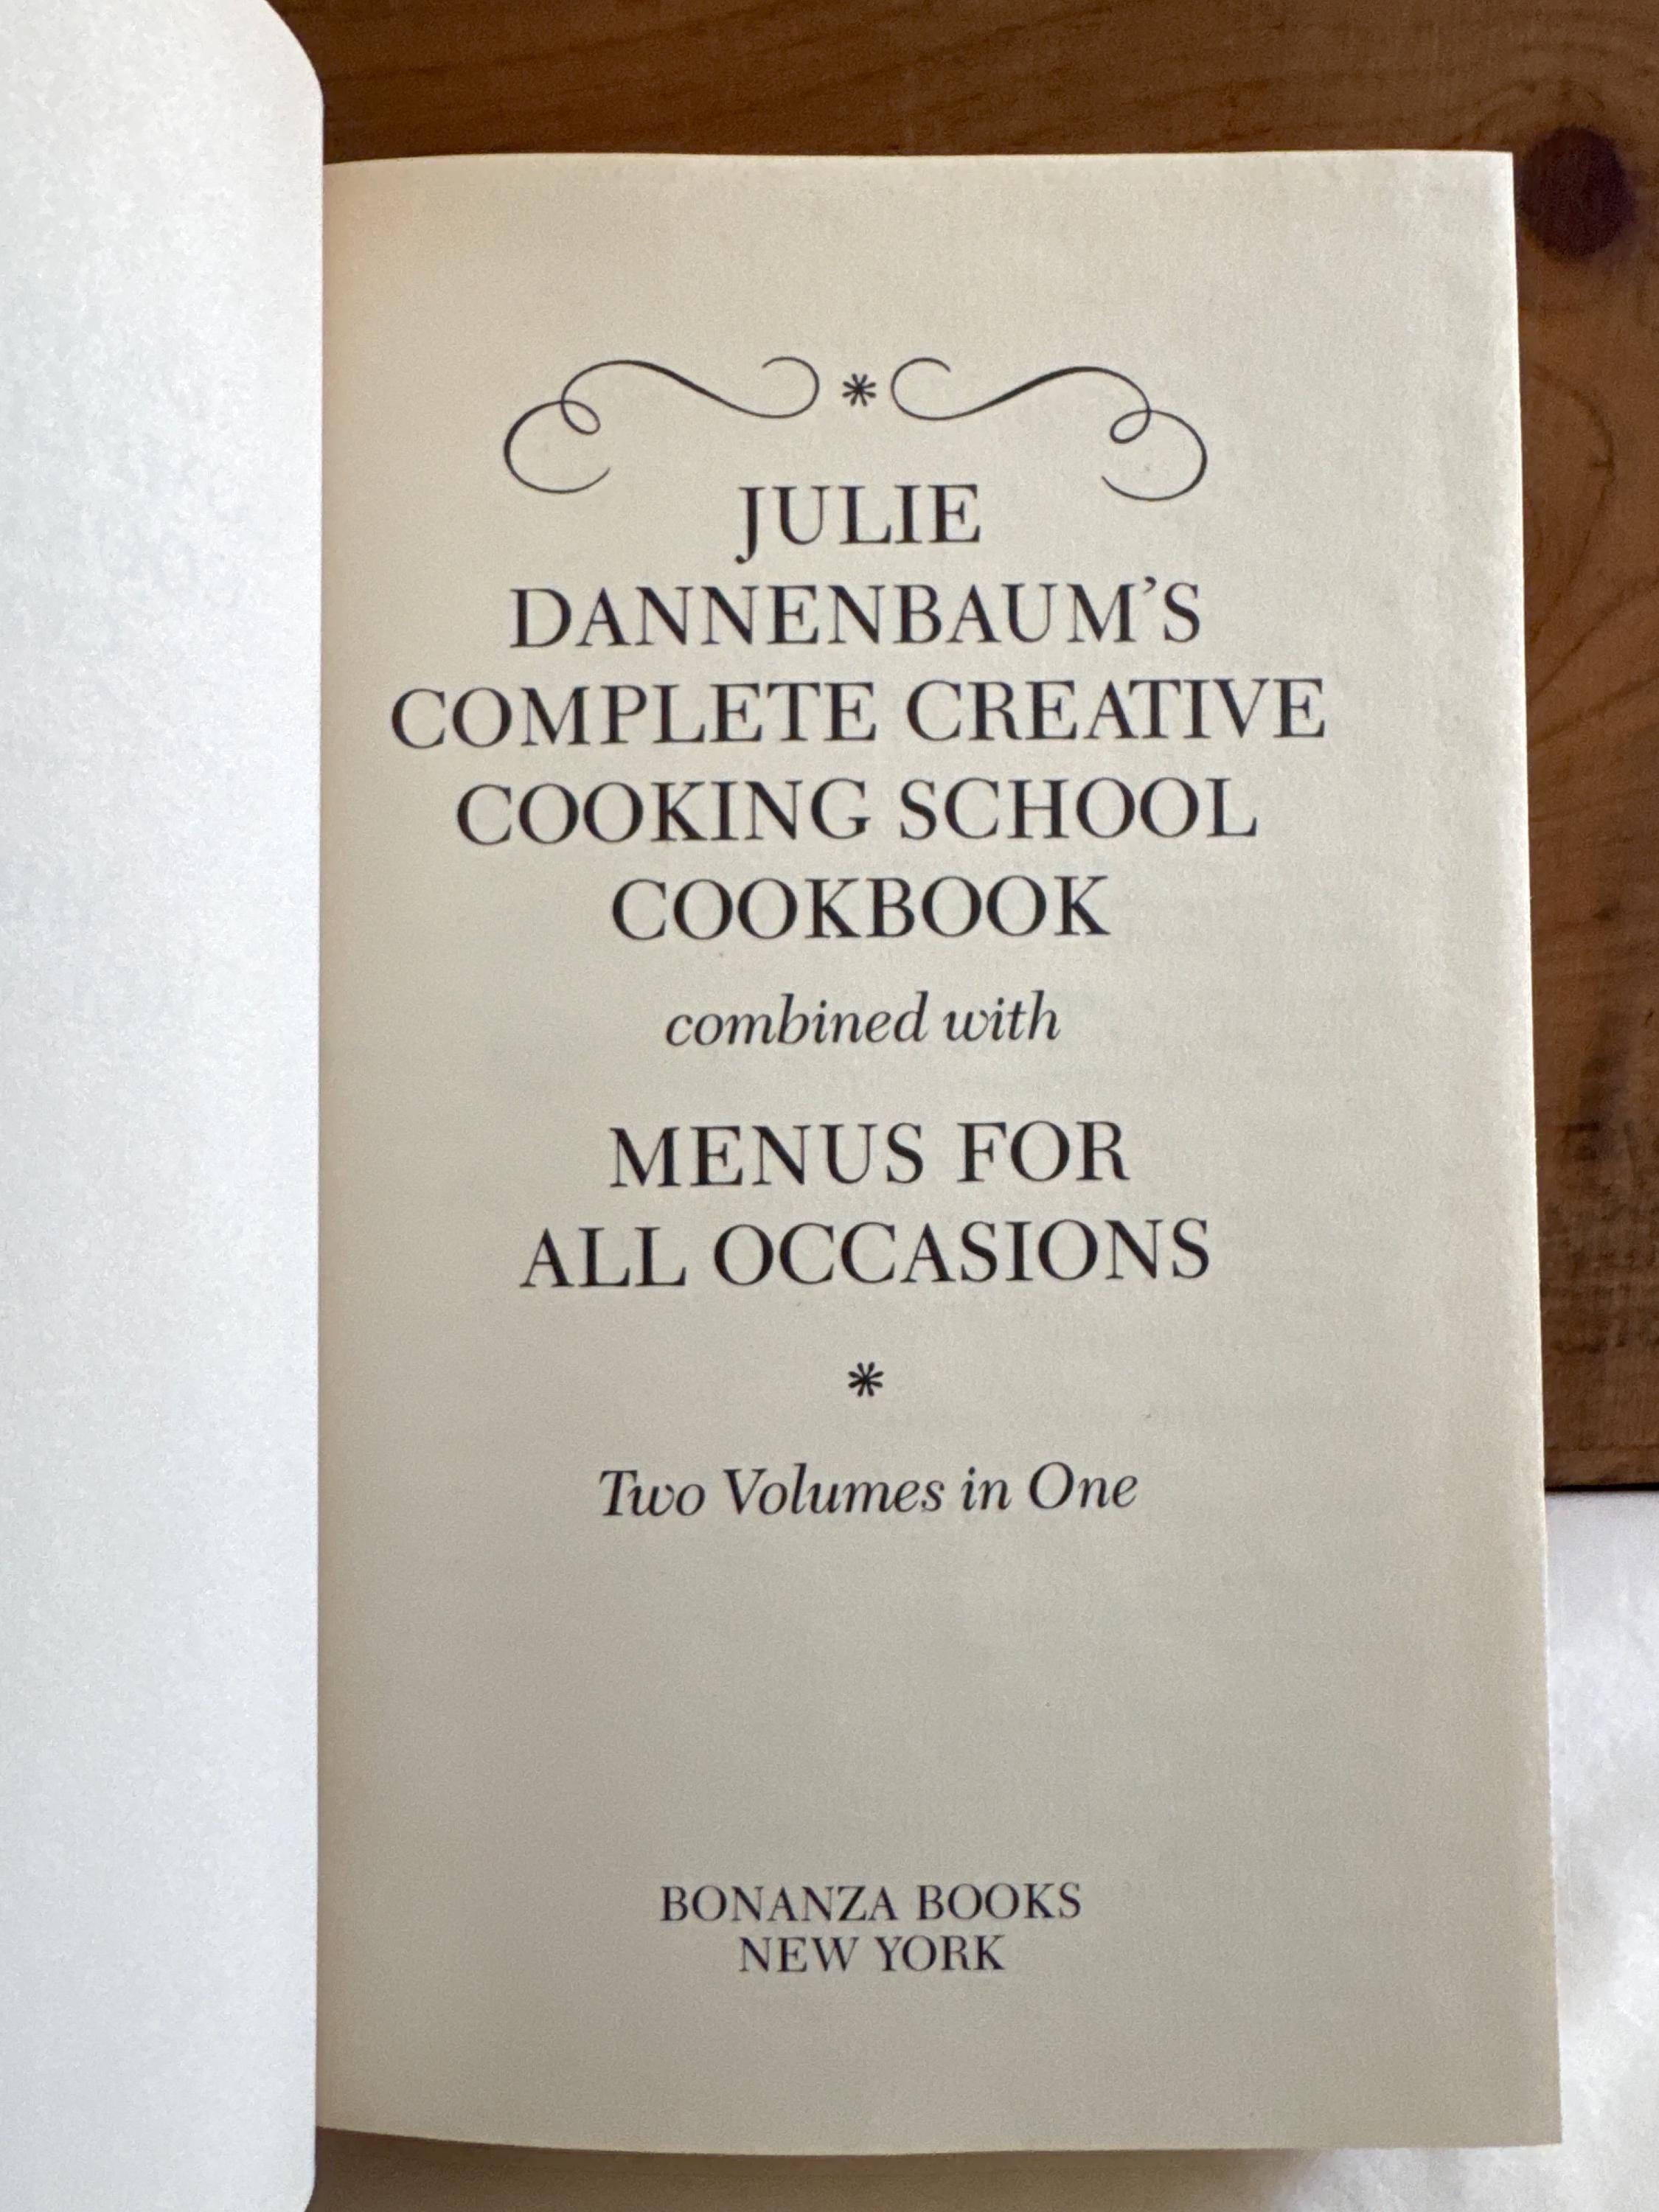 JULIE
DANNENBAUM'S
COMPLETE CREATIVE
COOKING SCHOOL
COOKBOOK
combined with
MENUS FOR
ALL OCCASIONS
*
Two Volumes in One
BONANZA BOOKS
NEW YORK